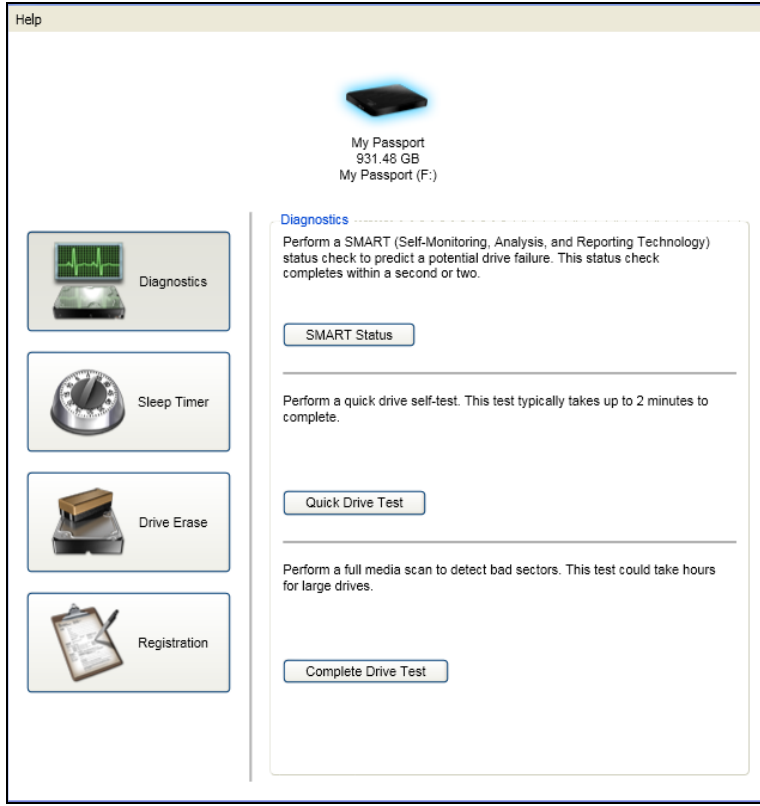 Help
My Passport
931.48 GB
My Passport (F:)
Diagnostics
Sleep Timer
Drive Erase
Registration
Diagnostics
Perform a SMART (Self-Monitoring, Analysis, and Reporting Technology)
status check to predict a potential drive failure. This status check
completes within a second or two.
SMART Status
Perform a quick drive self-test. This test typically takes up to 2 minutes to
complete.
Quick Drive Test
Perform a full media scan to detect bad sectors. This test could take hours
for large drives.
Complete Drive Test